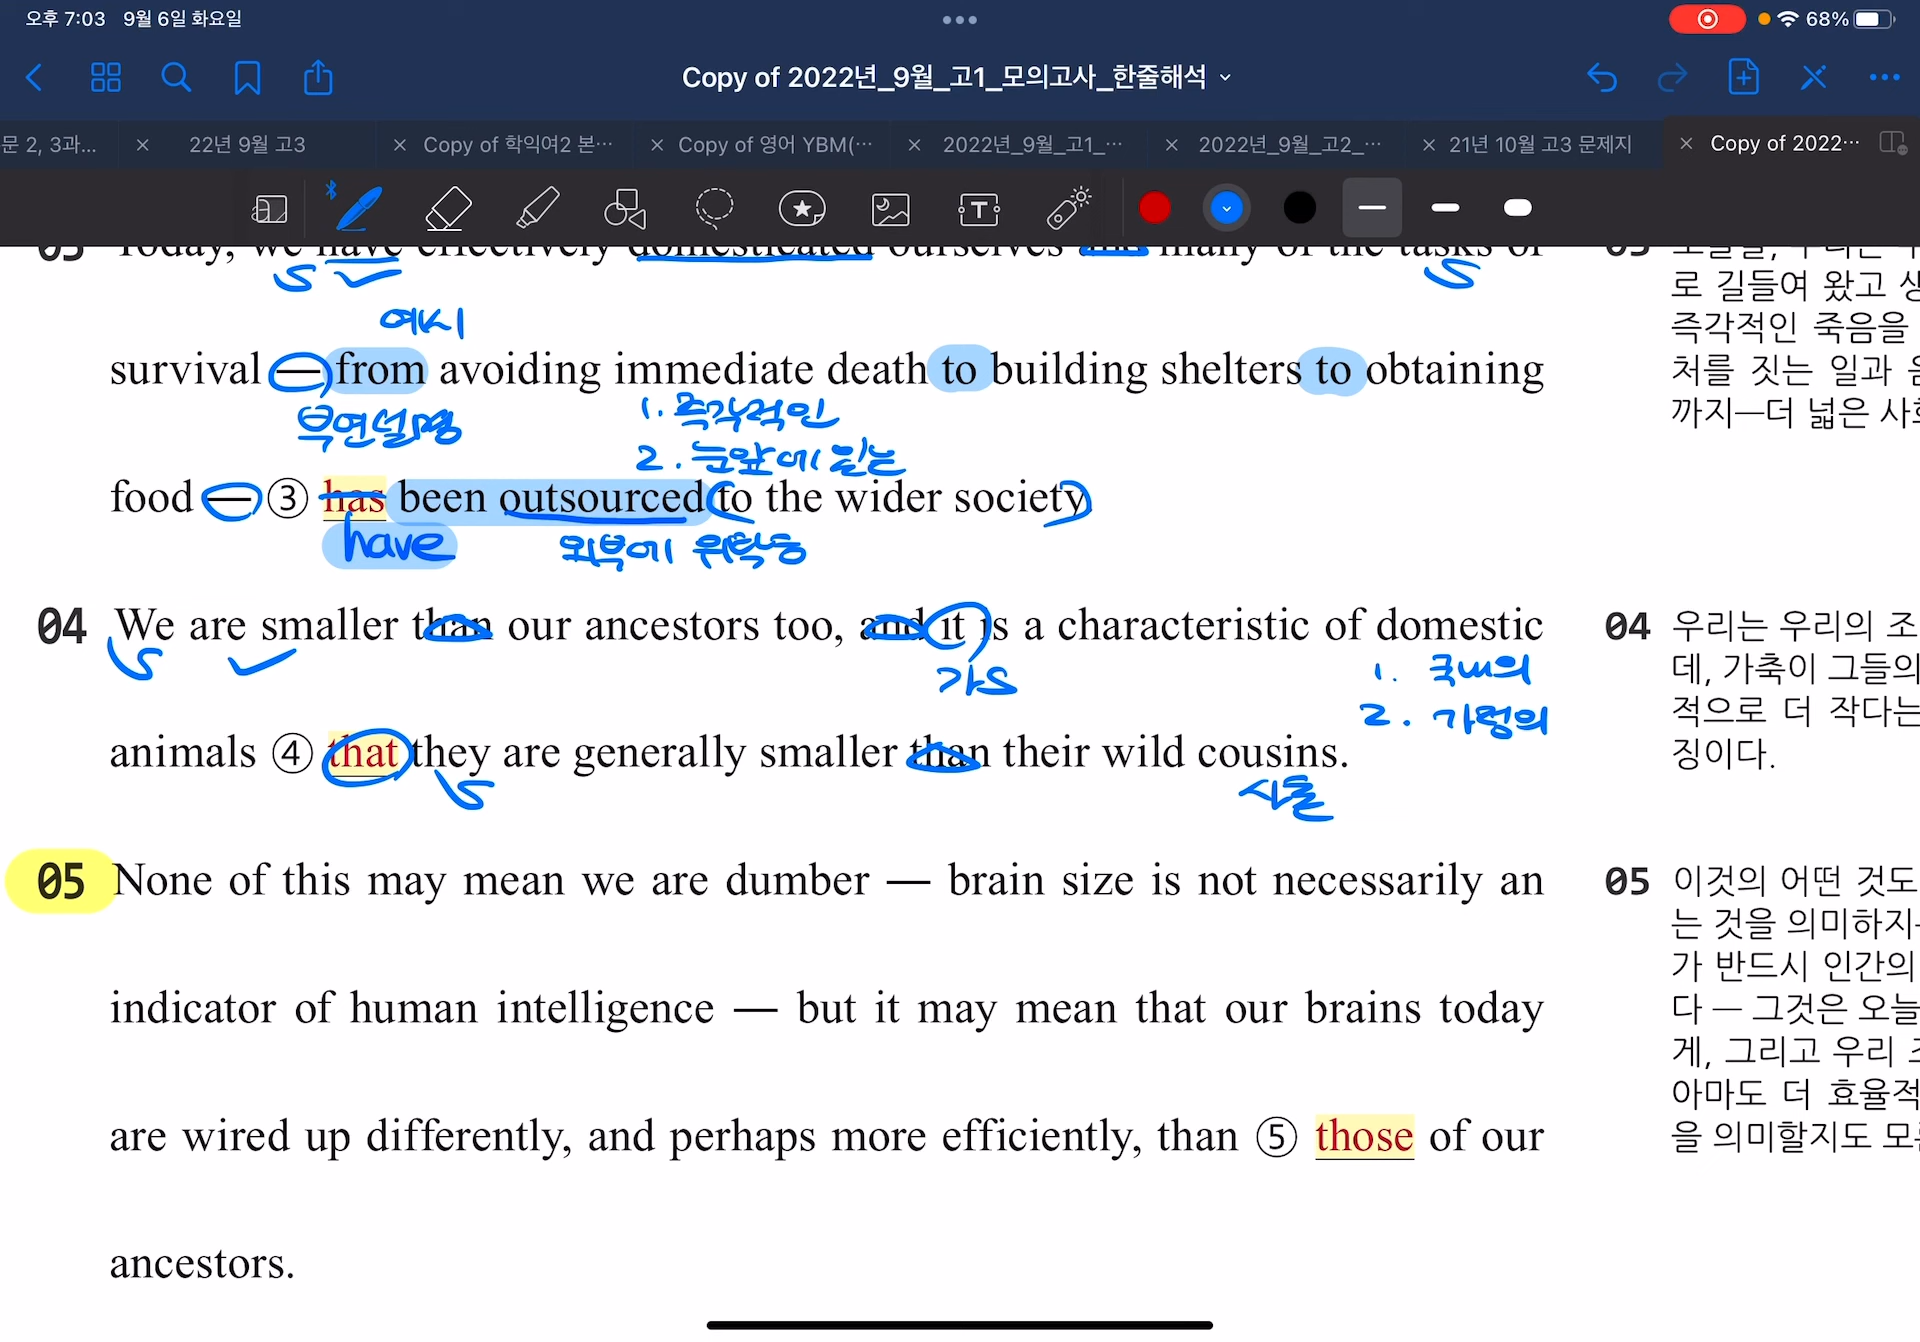 오후 7:03 9월 6일 화요일
68%
Copy of 2022년_9월_고1_모의고사_한줄해석
문 2, 3과...
22년 9월 고3
Copy of 학익여2 본...
Copy of 영어 YBM(...
2022년_9월_고1_...
2022년_9월_고2_...
21년 10월 고3 문제지
Copy of 2022...
03 Today, we have effectively domesticated ourselves and many of the tasks of
S S
예시
survival — from avoiding immediate death to building shelters to obtaining
부연설명 1. 즉각적인
2. 눈앞에 있는
food — ③ has been outsourced to the wider society
have 외부에 위탁
04 We are smaller than our ancestors too, and it is a characteristic of domestic
S 가S 1. 국내의
2. 가정의
animals ④ that they are generally smaller than their wild cousins.
S 사촌
05 None of this may mean we are dumber — brain size is not necessarily an
indicator of human intelligence — but it may mean that our brains today
are wired up differently, and perhaps more efficiently, than ⑤ those of our
ancestors.
03
로 길들여 왔고
즉각적인 죽음을
처를 짓는 일과
까지—더 넓은
04 우리는 우리의 조
데, 가축이 그들의
적으로 더 작다는
징이다.
05 이것의 어떤 것도
는 것을 의미하지
가 반드시 인간의
다 — 그것은 오늘
게, 그리고 우리
아마도 더 효율적
을 의미할지도 모